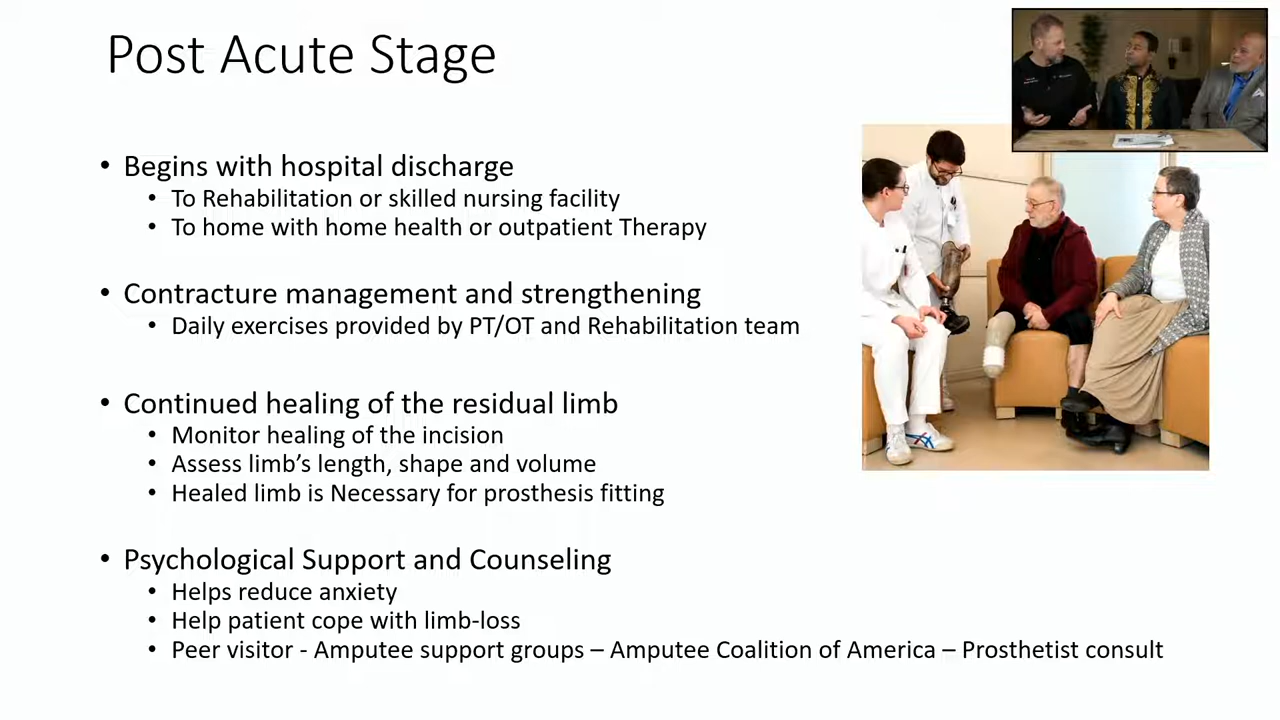 Post Acute Stage
• Begins with hospital discharge
• To Rehabilitation or skilled nursing facility
• To home with home health or outpatient Therapy
• Contracture management and strengthening
• Daily exercises provided by PT/OT and Rehabilitation team
• Continued healing of the residual limb
• Monitor healing of the incision
• Assess limb’s length, shape and volume
• Healed limb is Necessary for prosthesis fitting
• Psychological Support and Counseling
• Helps reduce anxiety
• Help patient cope with limb-loss
• Peer visitor - Amputee support groups – Amputee Coalition of America – Prosthetist consult